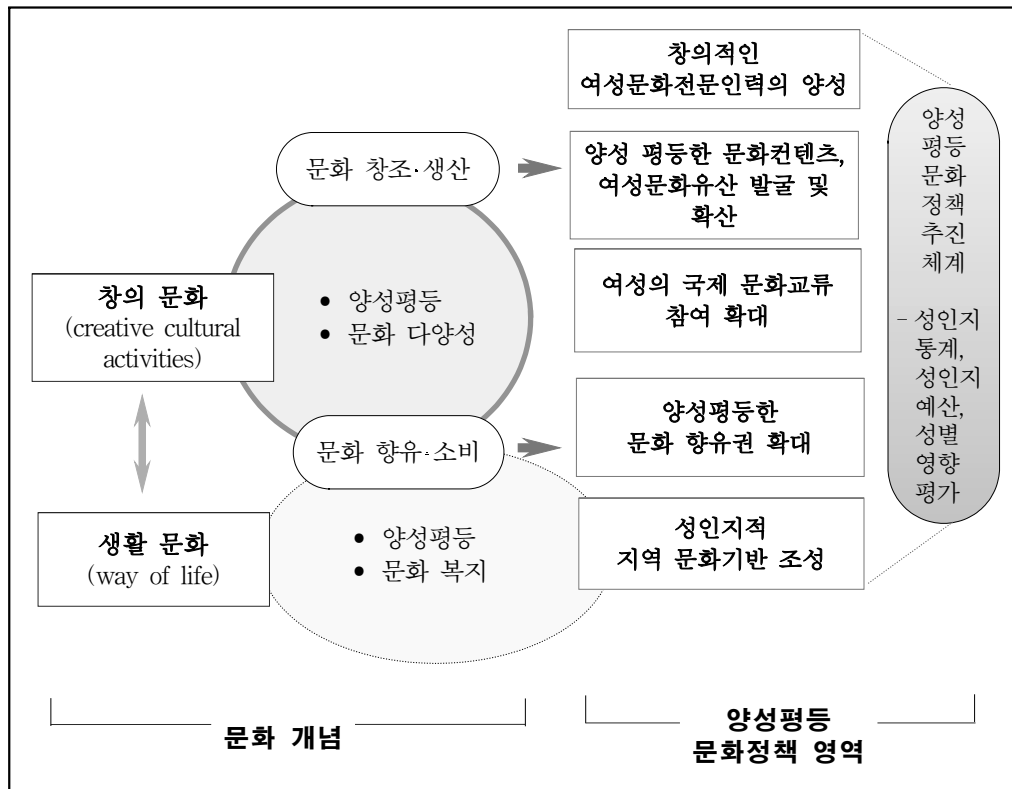 창의 문화
(creative cultural
activities)
생활 문화
(way of life)
문화 창조·생산
• 양성평등
• 문화 다양성
문화 향유·소비
• 양성평등
• 문화 복지
창의적인
여성문화전문인력의 양성
양성 평등한 문화컨텐츠,
여성문화유산 발굴 및
확산
여성의 국제 문화교류
참여 확대
양성평등한
문화 향유권 확대
성인지적
지역 문화기반 조성
양성
평등
문화
정책
추진
체계
- 성인지
통계,
성인지
예산,
성별
영향
평가
문화 개념
양성평등
문화정책 영역